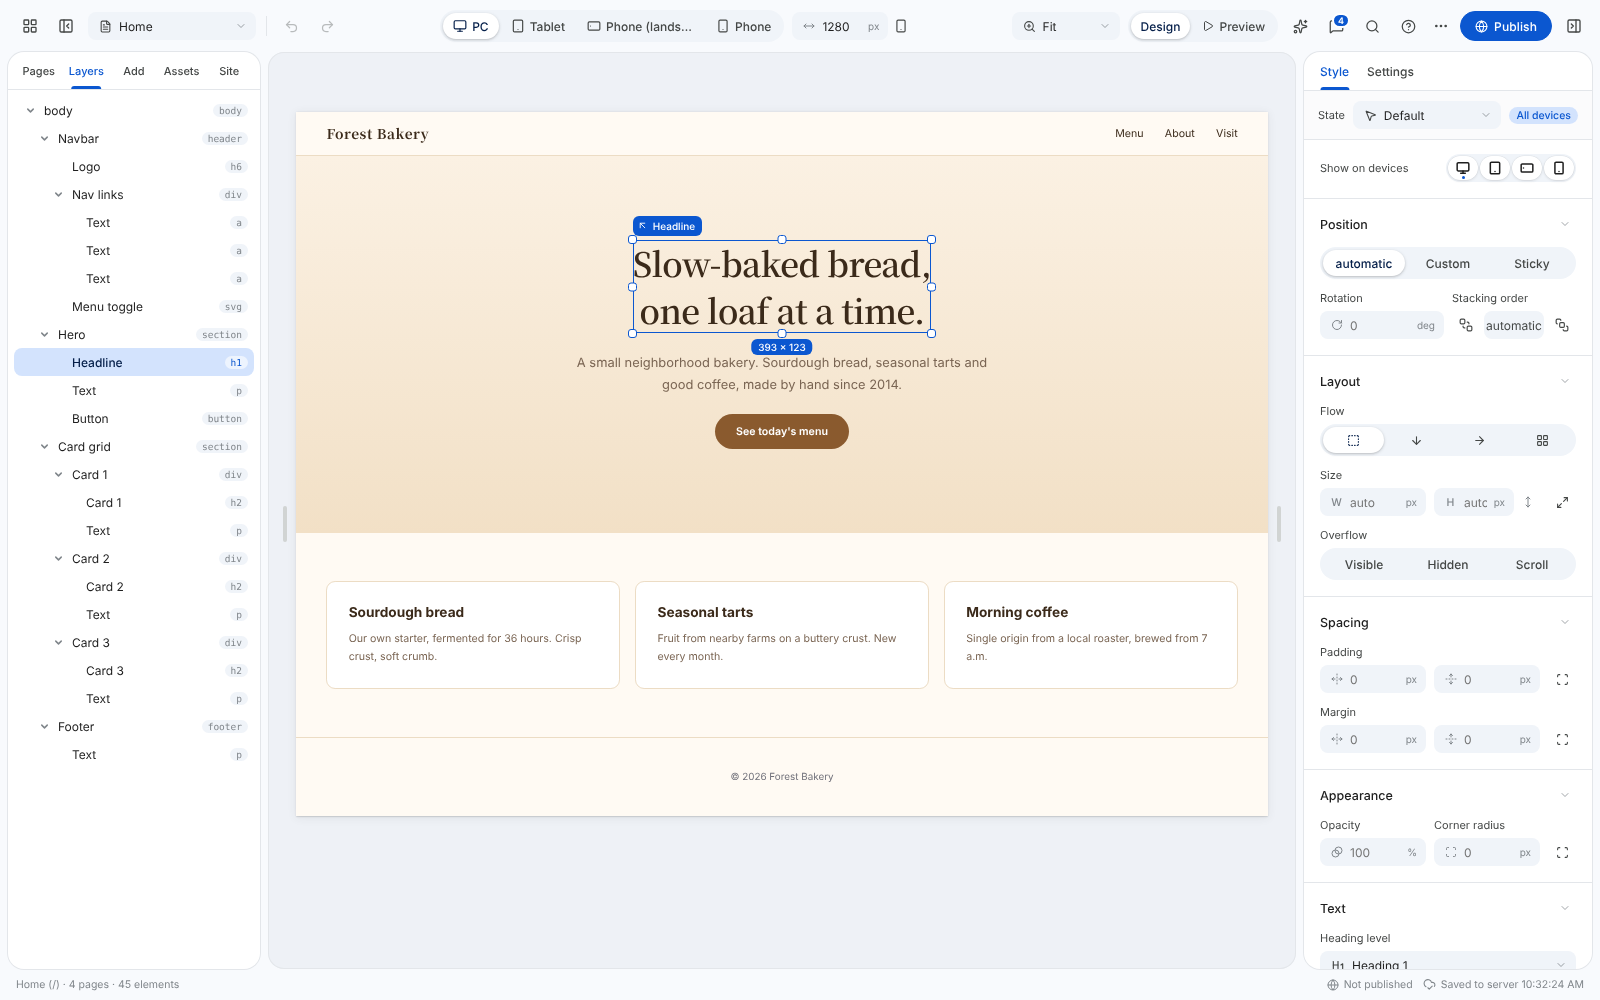 Home
PC
Tablet
Phone (lands...
Phone
1280 px
Fit
Design
Preview
4
Publish
Pages
Layers
Add
Assets
Site
body body
Navbar header
Logo h6
Nav links div
Text a
Text a
Text a
Menu toggle svg
Hero section
Headline h1
Text p
Button button
Card grid section
Card 1 div
Card 1 h2
Text p
Card 2 div
Card 2 h2
Text p
Card 3 div
Card 3 h2
Text p
Footer footer
Text p
Forest Bakery
Menu
About
Visit
Headline
Slow-baked bread,
one loaf at a time.
393 × 123
A small neighborhood bakery. Sourdough bread, seasonal tarts and
good coffee, made by hand since 2014.
See today's menu
Sourdough bread
Our own starter, fermented for 36 hours. Crisp
crust, soft crumb.
Seasonal tarts
Fruit from nearby farms on a buttery crust. New
every month.
Morning coffee
Single origin from a local roaster, brewed from 7
a.m.
© 2026 Forest Bakery
Style
Settings
State
Default
All devices
Show on devices
Position
automatic
Custom
Sticky
Rotation
Stacking order
0 deg
automatic
Layout
Flow
Size
W auto px
H auto px
Overflow
Visible
Hidden
Scroll
Spacing
Padding
0 px
0 px
Margin
0 px
0 px
Appearance
Opacity
Corner radius
100 %
0 px
Text
Heading level
H1 Heading 1
Home (/) · 4 pages · 45 elements
Not published
Saved to server 10:32:24 AM